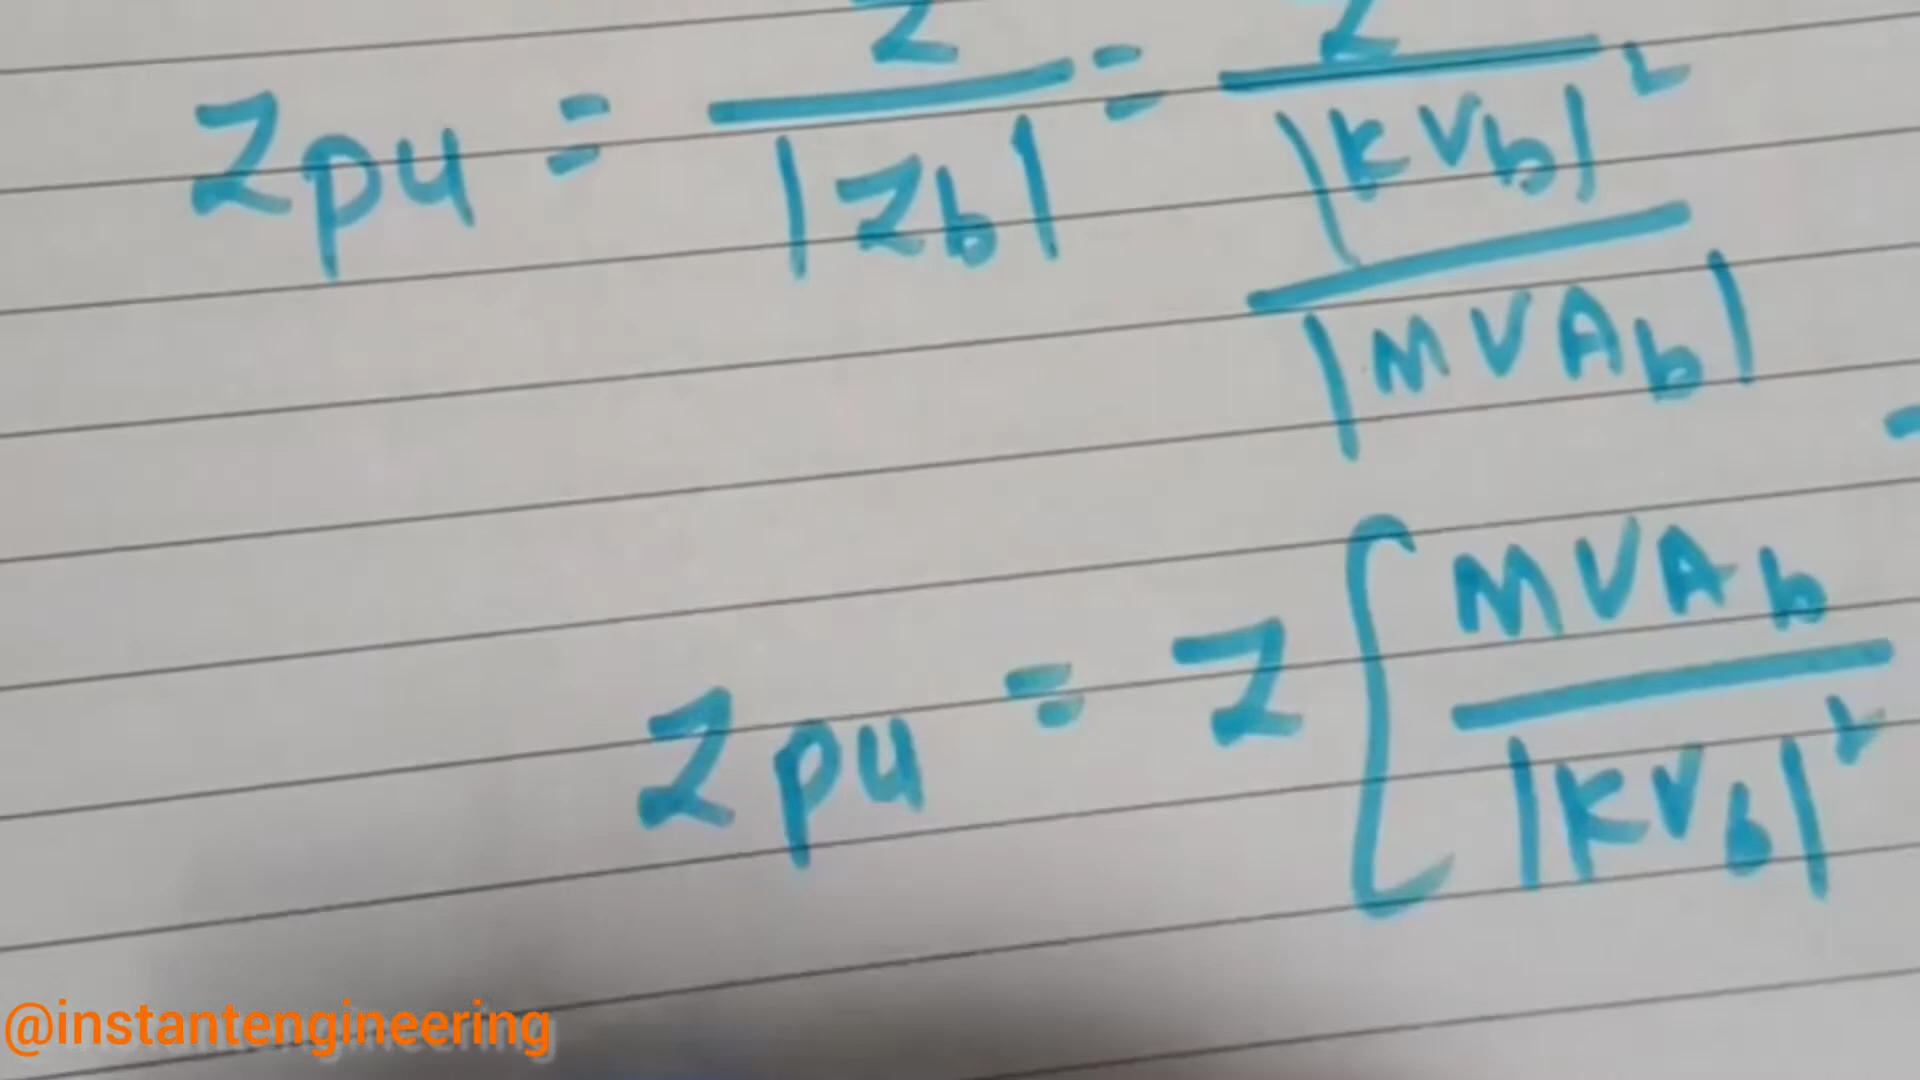 Zpu = Z / |Zb| = Z / (|KVb|² / |MVAb|)
Zpu = Z [ MVAb / |KVb|²
@instantengineering